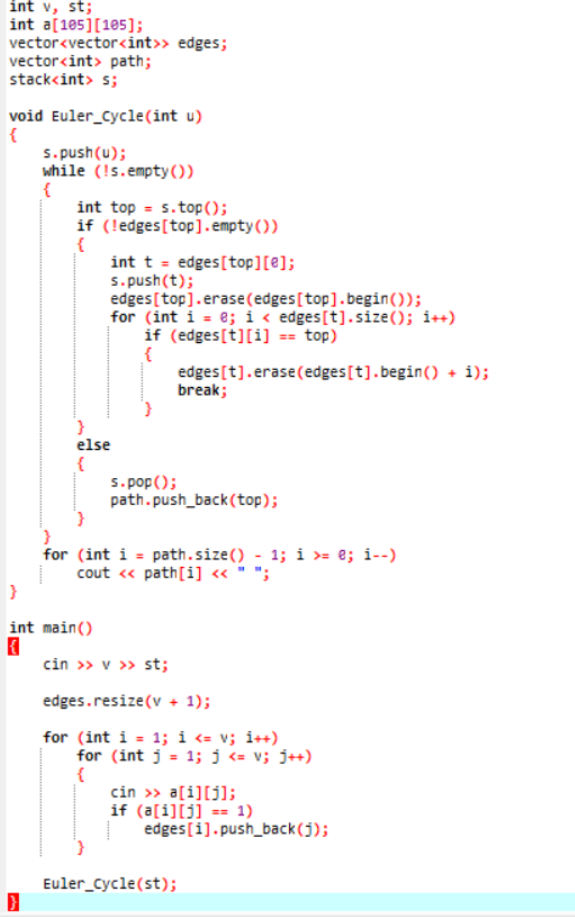 int v, st;
int a[105][105];
vector<vector<int>> edges;
vector<int> path;
stack<int> s;
void Euler_Cycle(int u)
{
s.push(u);
while (!s.empty())
{
int top = s.top();
if (!edges[top].empty())
{
int t = edges[top][0];
s.push(t);
edges[top].erase(edges[top].begin());
for (int i = 0; i < edges[t].size(); i++)
if (edges[t][i] == top)
{
edges[t].erase(edges[t].begin() + i);
break;
}
}
else
{
s.pop();
path.push_back(top);
}
}
for (int i = path.size() - 1; i >= 0; i--)
cout << path[i] << " ";
}
int main()
{
cin >> v >> st;
edges.resize(v + 1);
for (int i = 1; i <= v; i++)
for (int j = 1; j <= v; j++)
{
cin >> a[i][j];
if (a[i][j] == 1)
edges[i].push_back(j);
}
Euler_Cycle(st);
}